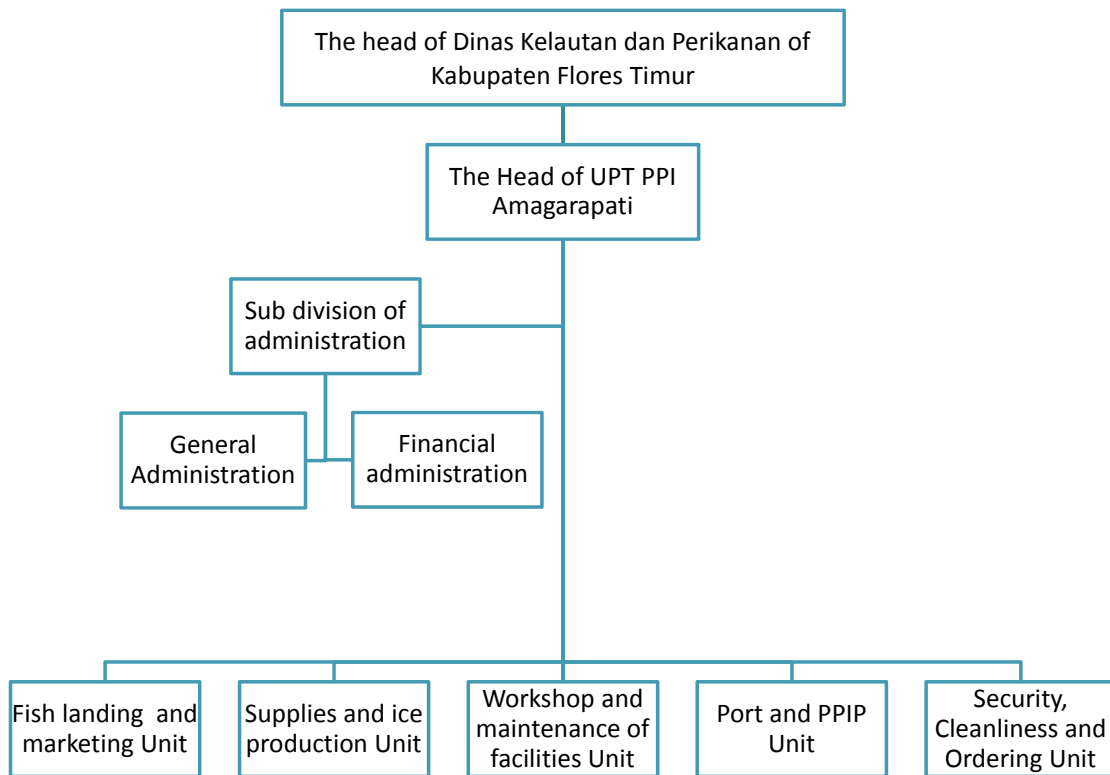 The head of Dinas Kelautan dan Perikanan of
Kabupaten Flores Timur
The Head of UPT PPI
Amagarapati
Sub division of
administration
General
Administration
Financial
administration
Fish landing and
marketing Unit
Supplies and ice
production Unit
Workshop and
maintenance of
facilities Unit
Port and PPIP
Unit
Security,
Cleanliness and
Ordering Unit